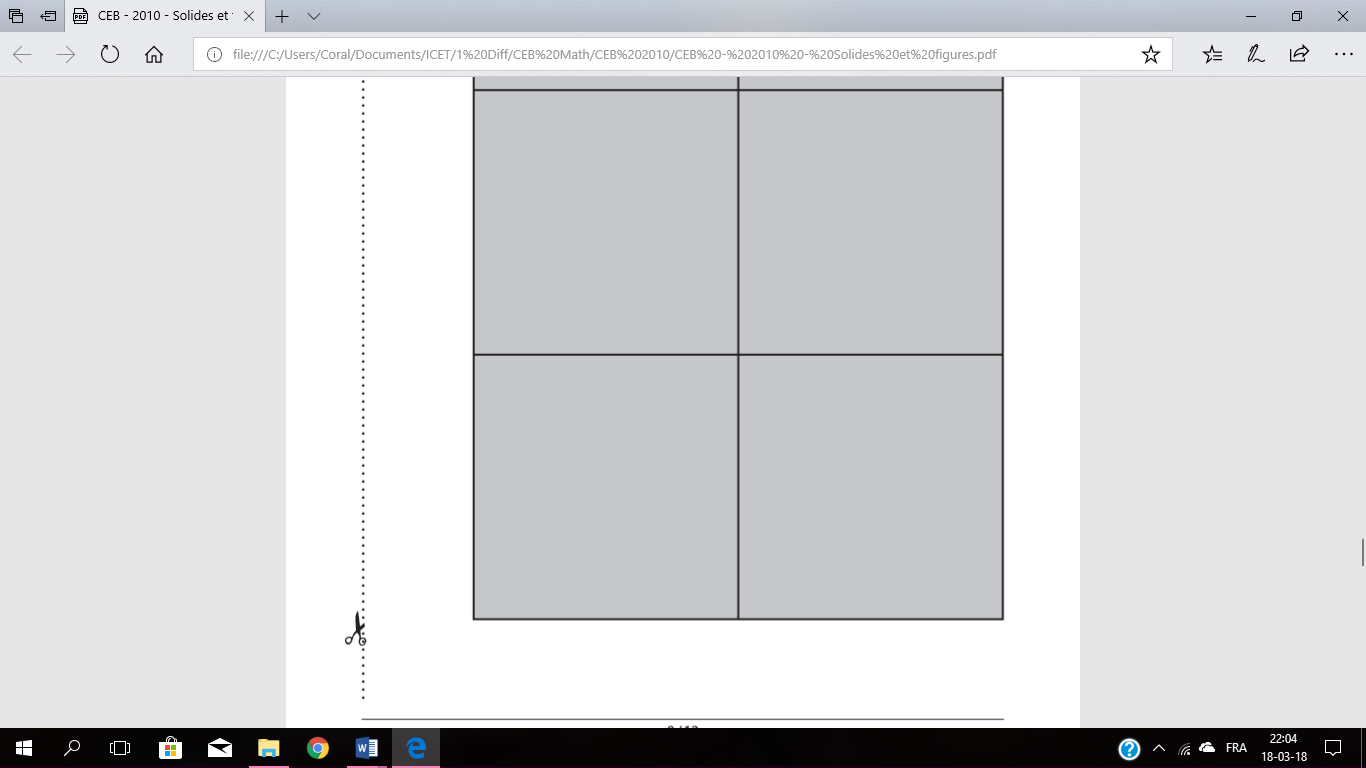 CEB - 2010 - Solides et
file:///C:/Users/Coral/Documents/ICET/1%20Diff/CEB%20Math/CEB%202010/CEB%20-%202010%20-%20Solides%20et%20figures.pdf
FRA
22:04
18-03-18